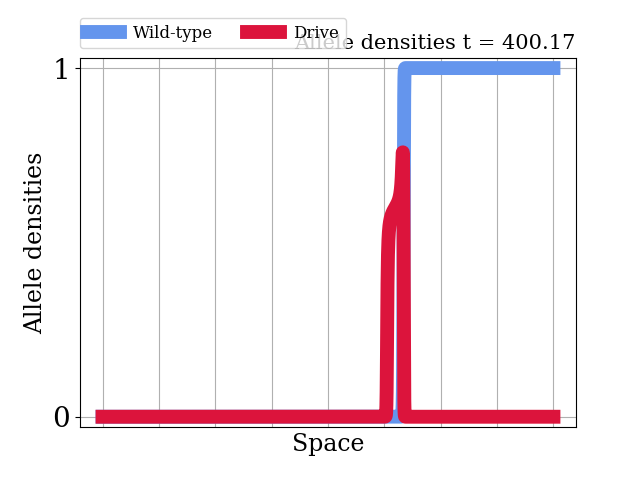 Wild-type Drive
Allele densities t = 400.17
1
Allele densities
0
Space